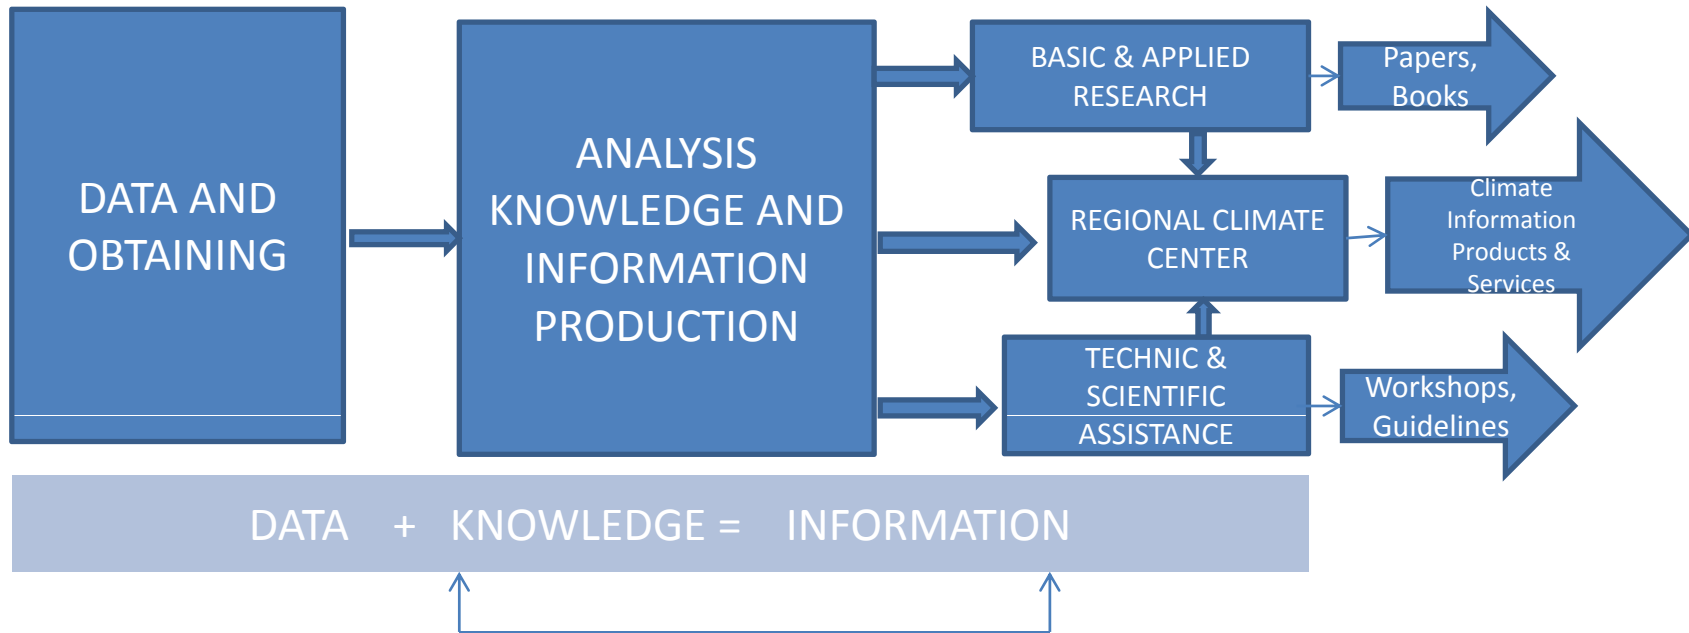 DATA AND
OBTAINING
ANALYSIS
KNOWLEDGE AND
INFORMATION
PRODUCTION
BASIC & APPLIED
RESEARCH
Papers,
Books
REGIONAL CLIMATE
CENTER
Climate
Information
Products &
Services
TECHNIC &
SCIENTIFIC
ASSISTANCE
Workshops,
Guidelines
DATA + KNOWLEDGE = INFORMATION